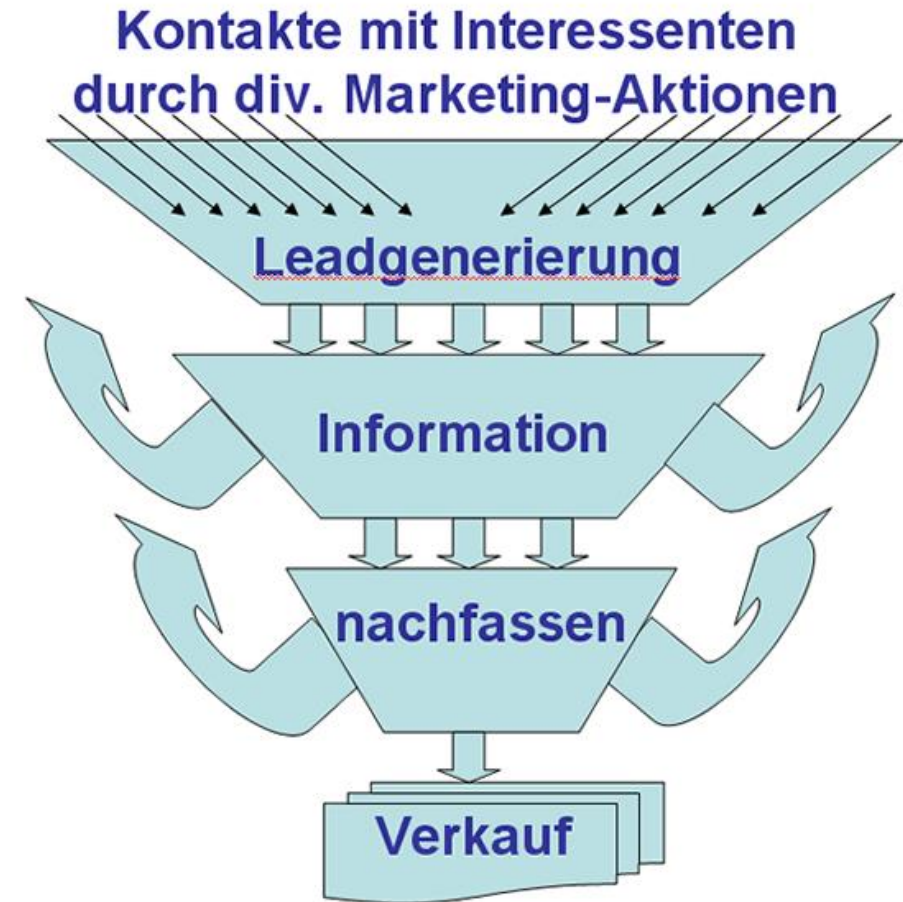 Kontakte mit Interessenten
durch div. Marketing-Aktionen
Leadgenerierung
Information
nachfassen
Verkauf